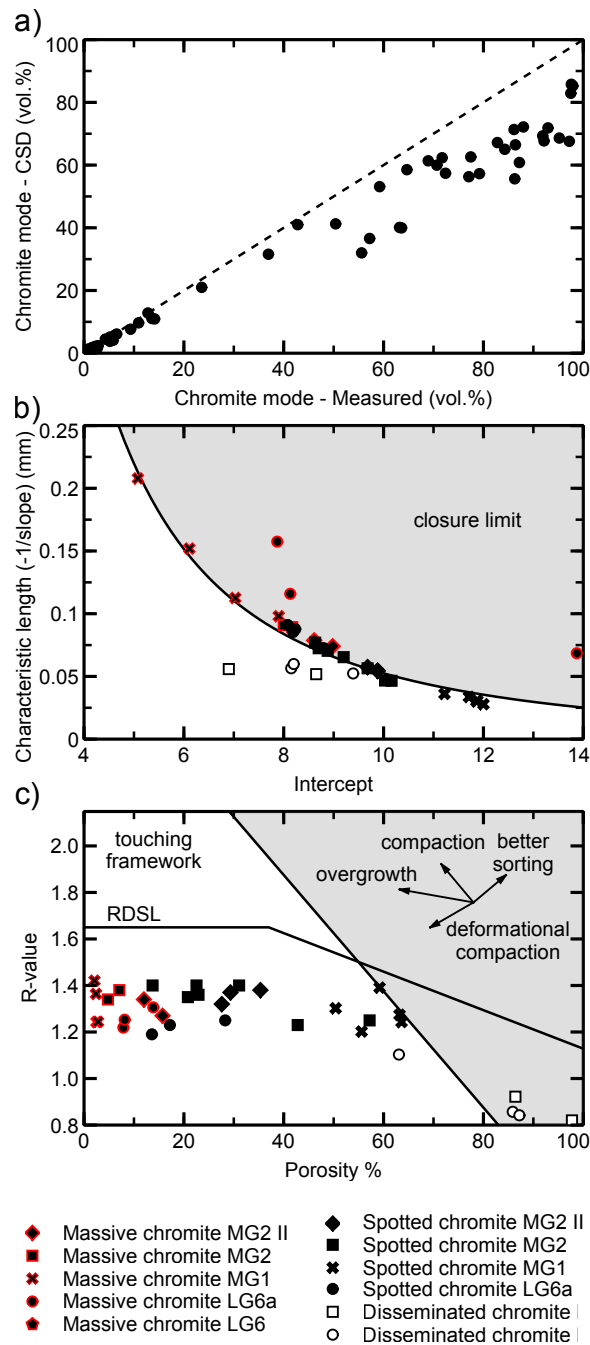 a)
100
80
60
40
20
0
Chromite mode - CSD (vol.%)
0 20 40 60 80 100
Chromite mode - Measured (vol.%)
b)
0.25
0.2
0.15
0.1
0.05
0
Characteristic length (-1/slope) (mm)
closure limit
4 6 8 10 12 14
Intercept
c)
2.0
1.8
1.6
1.4
1.2
1.0
0.8
R-value
touching
framework
RDSL
compaction
better
sorting
overgrowth
deformational
compaction
0 20 40 60 80 100
Porosity %
Massive chromite MG2 II
Massive chromite MG2
Massive chromite MG1
Massive chromite LG6a
Massive chromite LG6
Spotted chromite MG2 II
Spotted chromite MG2
Spotted chromite MG1
Spotted chromite LG6a
Disseminated chromite
Disseminated chromite